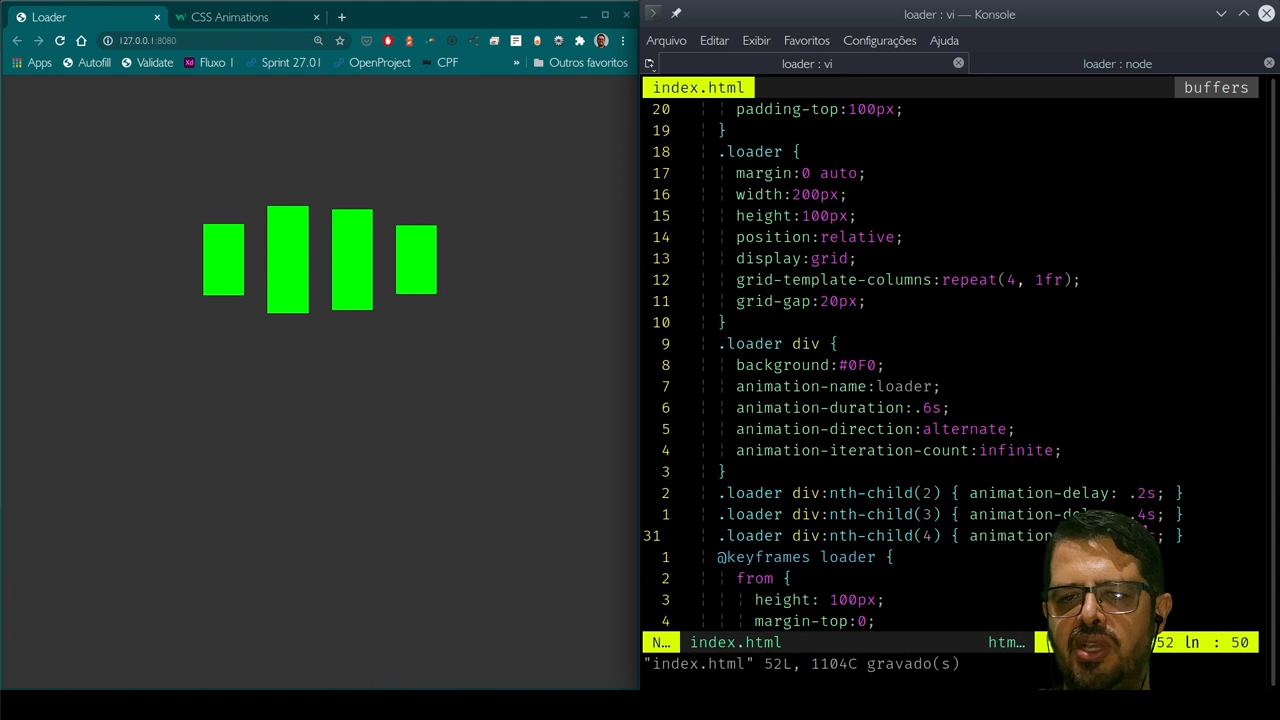 Loader
CSS Animations
127.0.0.1:8080
Apps
Autofill
Validate
Fluxo 1
Sprint 27.01
OpenProject
CPF
»
Outros favoritos
loader : vi — Konsole
Arquivo Editar Exibir Favoritos Configurações Ajuda
loader : vi
loader : node
index.html
buffers
20 padding-top:100px;
19 }
18 .loader {
17 margin:0 auto;
16 width:200px;
15 height:100px;
14 position:relative;
13 display:grid;
12 grid-template-columns:repeat(4, 1fr);
11 grid-gap:20px;
10 }
9 .loader div {
8 background:#0F0;
7 animation-name:loader;
6 animation-duration:.6s;
5 animation-direction:alternate;
4 animation-iteration-count:infinite;
3 }
2 .loader div:nth-child(2) { animation-delay: .2s; }
1 .loader div:nth-child(3) { animation-de .4s; }
31 .loader div:nth-child(4) { animation ; }
1 @keyframes loader {
2 from {
3 height: 100px;
4 margin-top:0;
N… index.html htm… 52 ln : 50
"index.html" 52L, 1104C gravado(s)